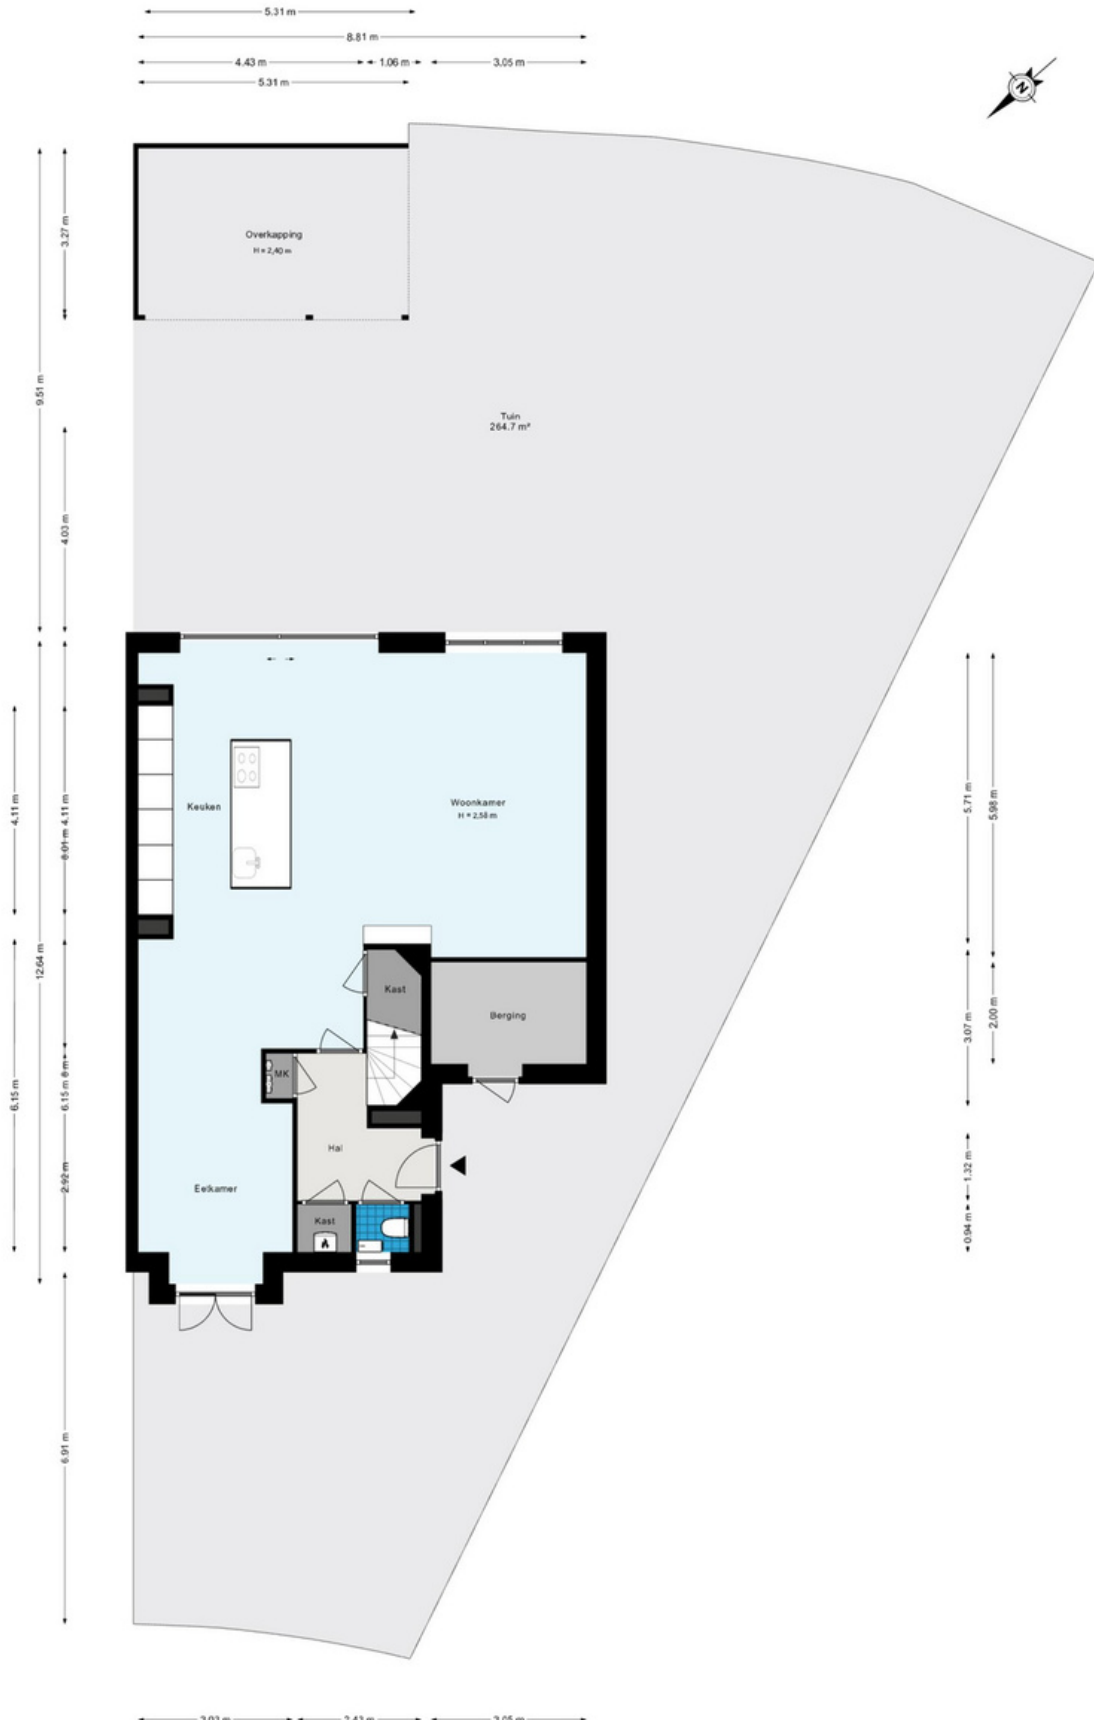 5.31 m
8.81 m
4.43 m
1.06 m
3.05 m
5.31 m
N
3.27 m
9.51 m
4.03 m
Overkapping
H = 2,40 m
Tuin
264.7 m²
4.11 m
4.11 m
12.64 m
6.15 m
6.15 m
2.92 m
6.91 m
Keuken
Woonkamer
H = 2,58 m
5.71 m
5.98 m
Kast
Berging
3.07 m
2.00 m
MK
Hal
1.32 m
Eetkamer
Kast
0.94 m
2.43 m
3.05 m